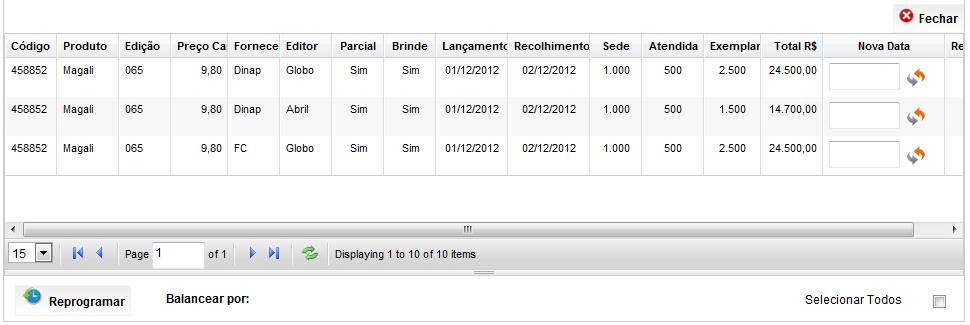 Fechar
Código Produto Edição Preço Ca Fornece Editor Parcial Brinde Lançamento Recolhimento Sede Atendida Exemplar Total R$ Nova Data Re
458852 Magali 065 9,80 Dinap Globo Sim Sim 01/12/2012 02/12/2012 1.000 500 2.500 24.500,00
458852 Magali 065 9,80 Dinap Abril Sim Sim 01/12/2012 02/12/2012 1.000 500 1.500 14.700,00
458852 Magali 065 9,80 FC Globo Sim Sim 01/12/2012 02/12/2012 1.000 500 2.500 24.500,00
15 Page 1 of 1 Displaying 1 to 10 of 10 items
Reprogramar Balancear por: Selecionar Todos